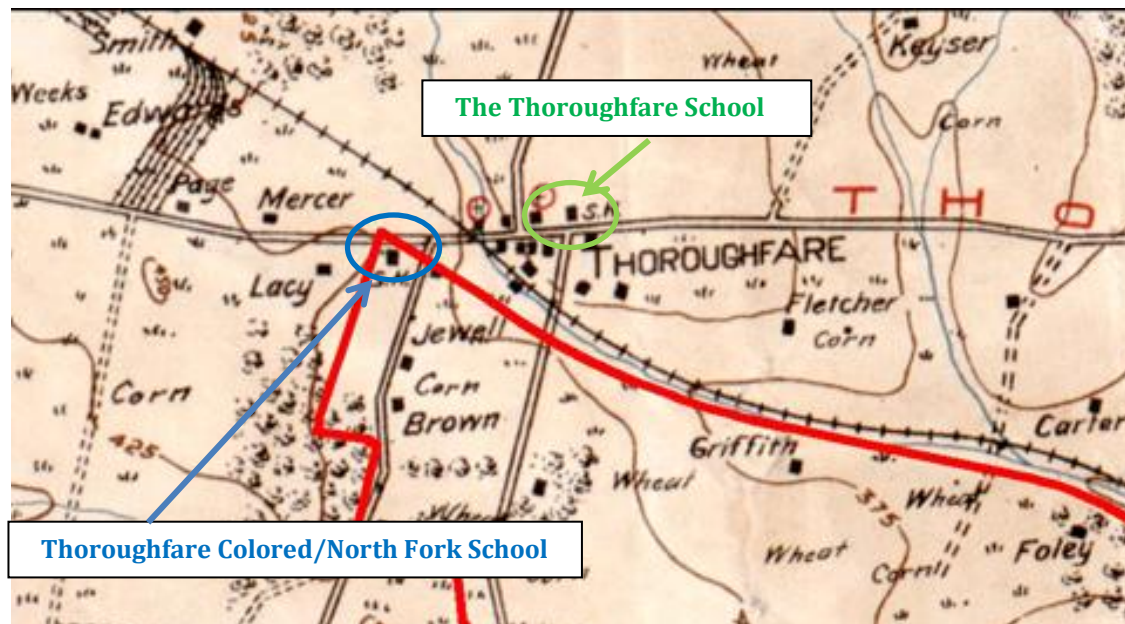 Smith
Keyser
Wheat
Weeks
The Thoroughfare School
Edwards
Corn
Page
Mercer
S.H.
T H O
THOROUGHFARE
S.H.
Lacy
Fletcher
Jewell
Corn
Corn
Corn
Brown
Carter
425
Griffith
Wheat
375
Wheat
Thoroughfare Colored/North Fork School
Wheat
Foley
Corn